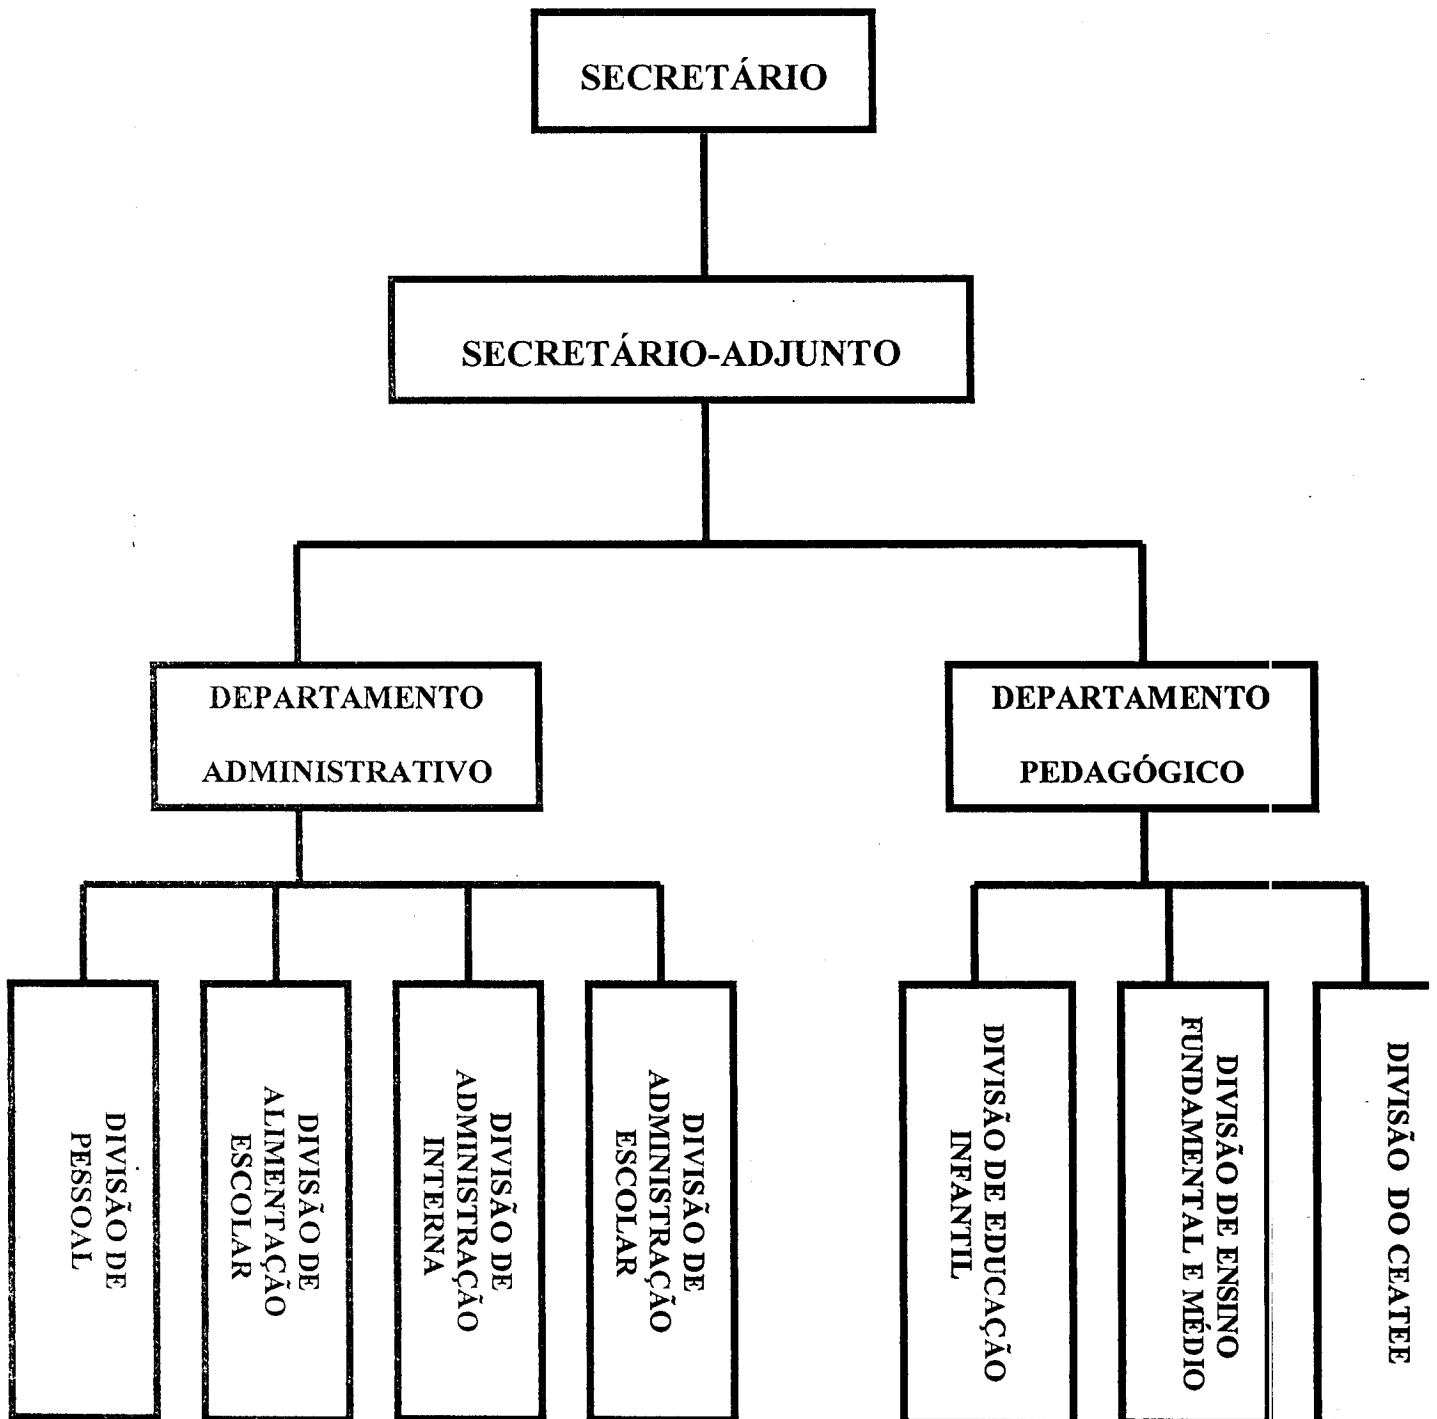 SECRETÁRIO
SECRETÁRIO-ADJUNTO
DEPARTAMENTO
ADMINISTRATIVO
DEPARTAMENTO
PEDAGÓGICO
DIVISÃO DE
PESSOAL
DIVISÃO DE
ALIMENTAÇÃO
ESCOLAR
DIVISÃO DE
ADMINISTRAÇÃO
INTERNA
DIVISÃO DE
ADMINISTRAÇÃO
ESCOLAR
DIVISÃO DE EDUCAÇÃO
INFANTIL
DIVISÃO DE ENSINO
FUNDAMENTAL E MÉDIO
DIVISÃO DO CEATEE